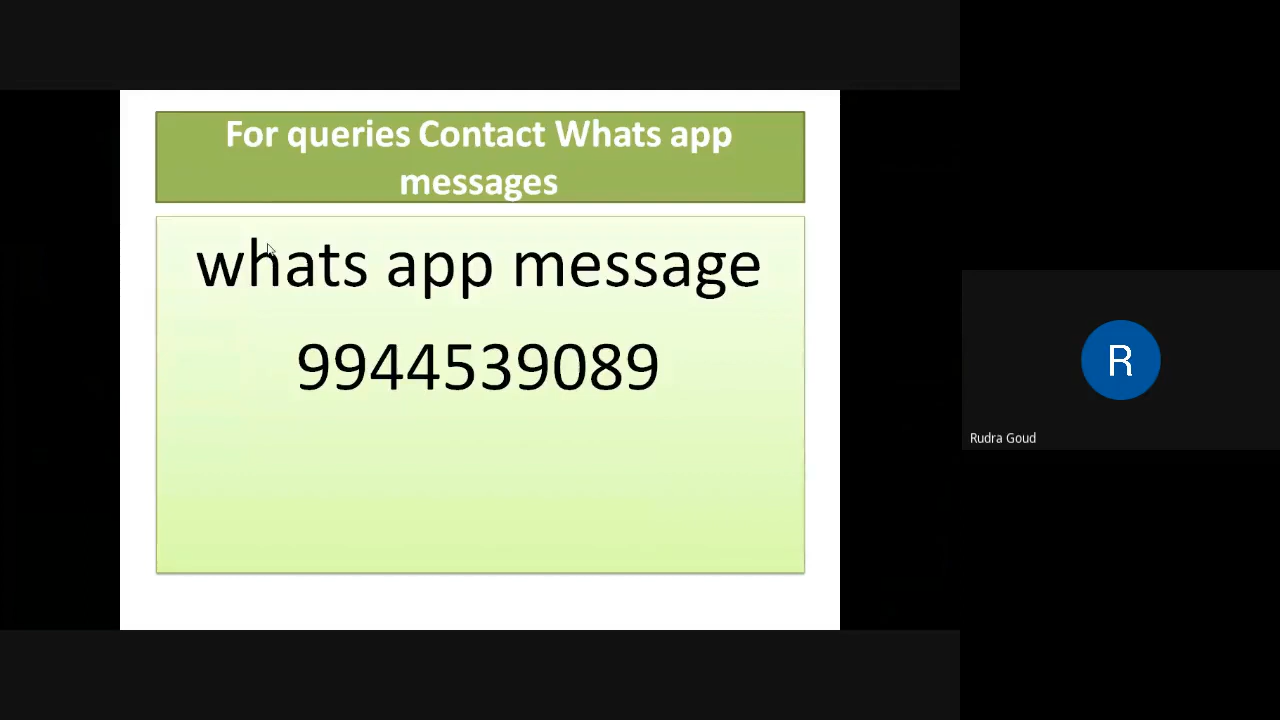 For queries Contact Whats app
messages
whats app message
9944539089
R
Rudra Goud